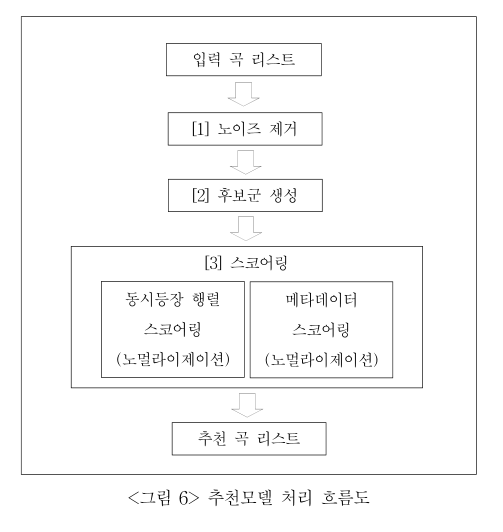 입력 곡 리스트
[1] 노이즈 제거
[2] 후보군 생성
[3] 스코어링
동시등장 행렬
스코어링
(노멀라이제이션)
메타데이터
스코어링
(노멀라이제이션)
추천 곡 리스트
<그림 6> 추천모델 처리 흐름도